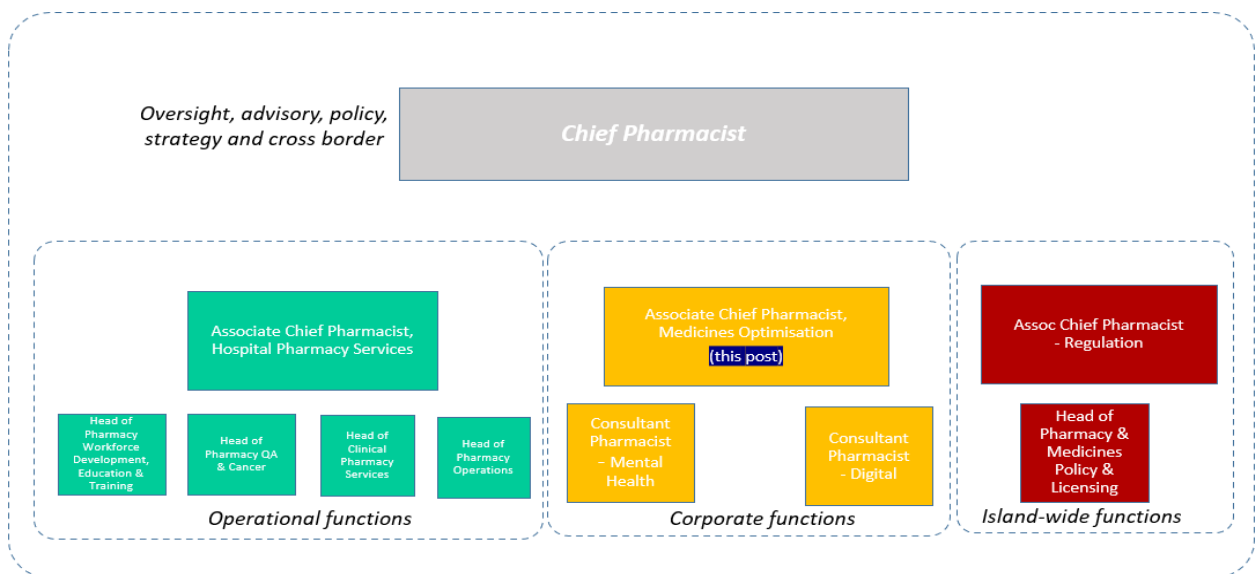 Oversight, advisory, policy,
strategy and cross border
Chief Pharmacist
Associate Chief Pharmacist,
Hospital Pharmacy Services
Head of
Pharmacy
Workforce
Development,
Education &
Training
Head of
Pharmacy QA
& Cancer
Head of
Clinical
Pharmacy
Services
Head of
Pharmacy
Operations
Operational functions
Associate Chief Pharmacist,
Medicines Optimisation
(this post)
Consultant
Pharmacist
– Mental
Health
Consultant
Pharmacist
- Digital
Corporate functions
Assoc Chief Pharmacist
- Regulation
Head of
Pharmacy &
Medicines
Policy &
Licensing
Island-wide functions